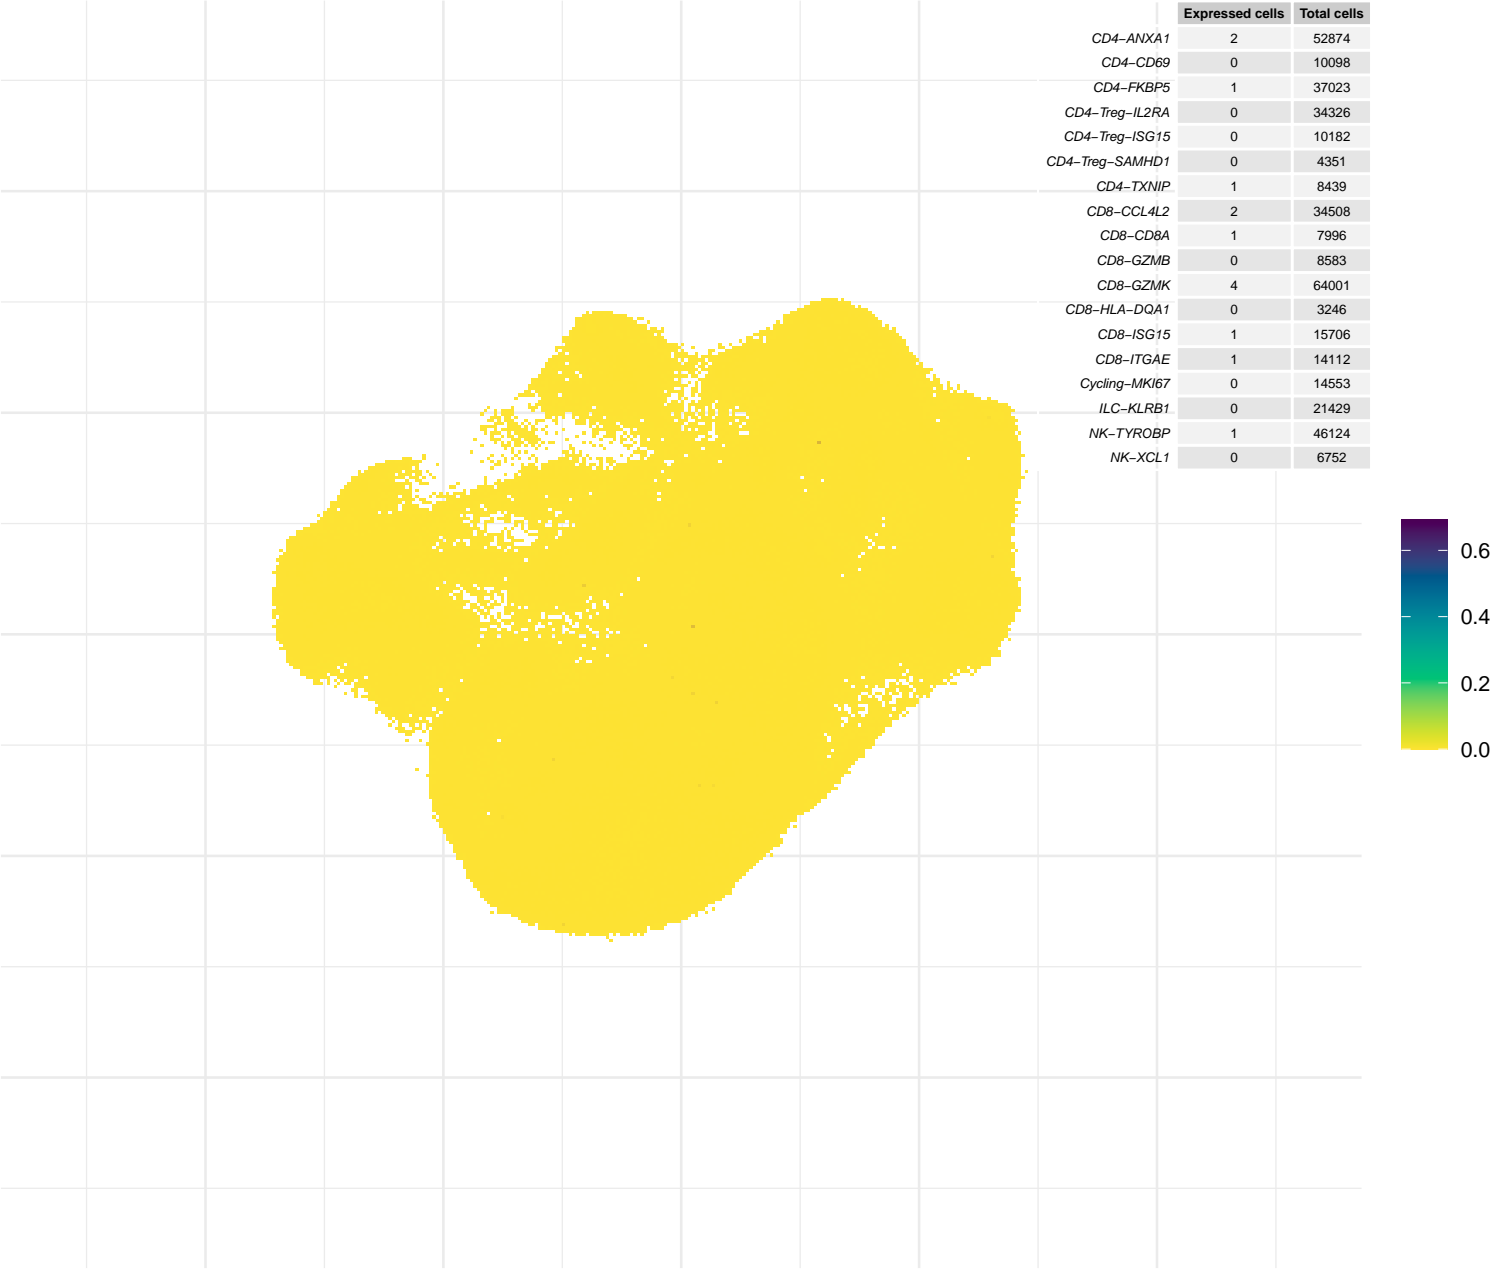 Expressed cells Total cells
CD4−ANXA1 2 52874
CD4−CD69 0 10098
CD4−FKBP5 1 37023
CD4−Treg−IL2RA 0 34326
CD4−Treg−ISG15 0 10182
CD4−Treg−SAMHD1 0 4351
CD4−TXNIP 1 8439
CD8−CCL4L2 2 34508
CD8−CD8A 1 7996
CD8−GZMB 0 8583
CD8−GZMK 4 64001
CD8−HLA−DQA1 0 3246
CD8−ISG15 1 15706
CD8−ITGAE 1 14112
Cycling−MKI67 0 14553
ILC−KLRB1 0 21429
NK−TYROBP 1 46124
NK−XCL1 0 6752
0.6
0.4
0.2
0.0